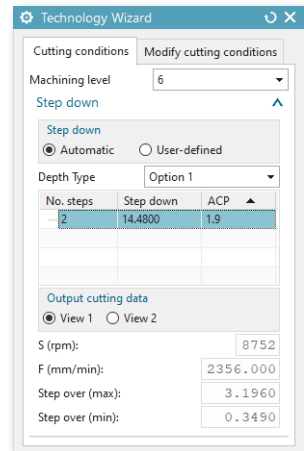 Technology Wizard
Cutting conditions Modify cutting conditions
Machining level 6
Step down
Step down
Automatic User-defined
Depth Type Option 1
No. steps Step down ACP
2 14.4800 1.9
Output cutting data
View 1 View 2
S (rpm): 8752
F (mm/min): 2356.000
Step over (max): 3.1960
Step over (min): 0.3490